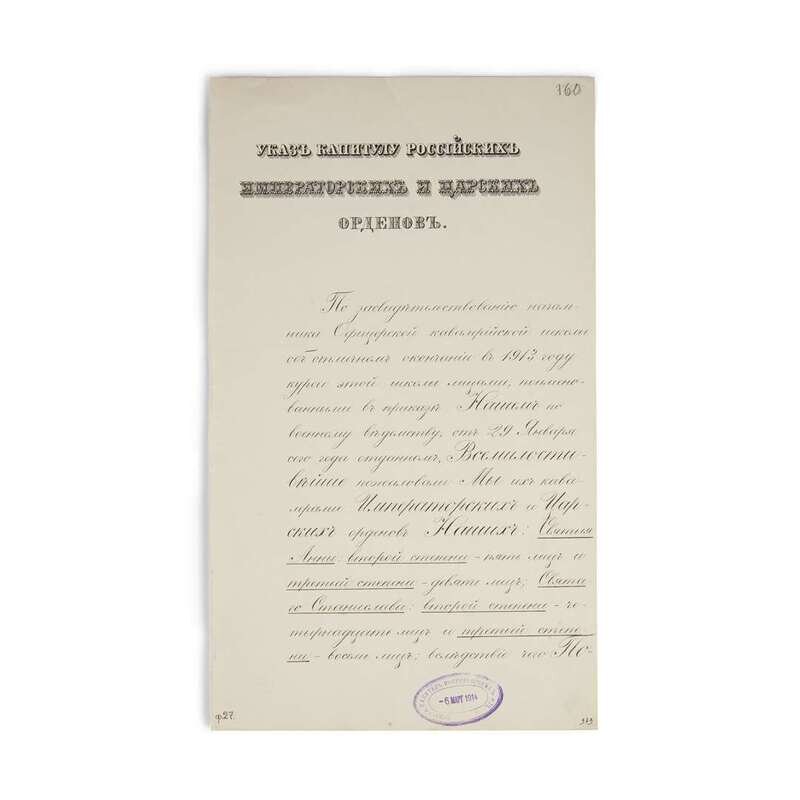 160
УКАЗЪ КАПИТУЛУ РОССІЙСКИХЪ
ИМПЕРАТОРСКИХЪ И ЦАРСКИХЪ
ОРДЕНОВЪ.
По засвидѣтельствованію началь-
ника Офицерской кавалерійской школы
объ отличномъ окончаніи въ 1913 году
курса этой школы лицами, поимено-
ванными въ приказѣ Нашемъ по
военному вѣдомству, отъ 29 Января
сего года отданномъ, Всемилости-
вѣйше пожаловали Мы ихъ кава-
лерами Императорскихъ и Цар-
скихъ орденовъ Нашихъ: Святыя
Анны: второй степени – пять лицъ и
третьей степени – девять лицъ; Свята-
го Станислава: второй степени – че-
тырнадцать лицъ и третьей степе-
ни – восемь лицъ; вслѣдствіе чего По-
КАПИТУЛЪ
–6 МАРТ 1914
ф.27.